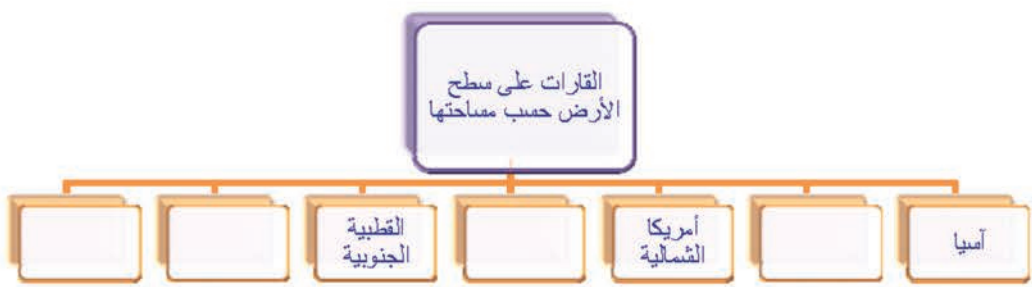 القارات على سطح
الأرض حسب مساحتها
آسيا
أمريكا
الشمالية
القطبية
الجنوبية